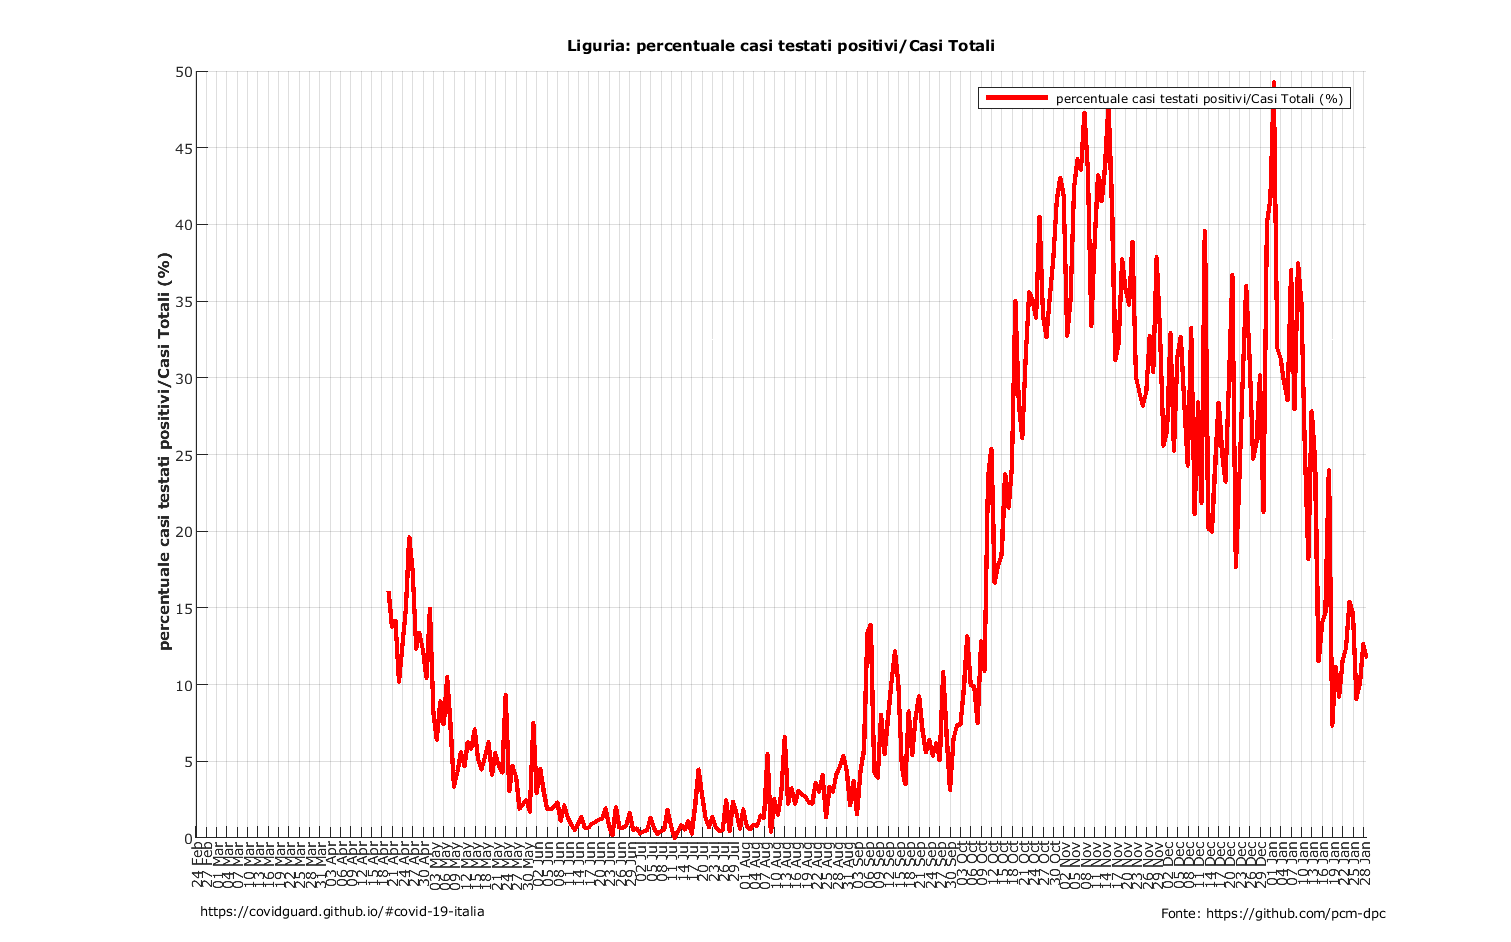 Liguria: percentuale casi testati positivi/Casi Totali
percentuale casi testati positivi/Casi Totali (%)
percentuale casi testati positivi/Casi Totali (%)
50
45
40
35
30
25
20
15
10
5
0
24 Feb
27 Feb
01 Mar
04 Mar
07 Mar
10 Mar
13 Mar
16 Mar
19 Mar
22 Mar
25 Mar
28 Mar
31 Mar
03 Apr
06 Apr
09 Apr
12 Apr
15 Apr
18 Apr
21 Apr
24 Apr
27 Apr
30 Apr
03 May
06 May
09 May
12 May
15 May
18 May
21 May
24 May
27 May
30 May
02 Jun
05 Jun
08 Jun
11 Jun
14 Jun
17 Jun
20 Jun
23 Jun
26 Jun
29 Jun
02 Jul
05 Jul
08 Jul
11 Jul
14 Jul
17 Jul
20 Jul
23 Jul
26 Jul
29 Jul
01 Aug
04 Aug
07 Aug
10 Aug
13 Aug
16 Aug
19 Aug
22 Aug
25 Aug
28 Aug
31 Aug
03 Sep
06 Sep
09 Sep
12 Sep
15 Sep
18 Sep
21 Sep
24 Sep
27 Sep
30 Sep
03 Oct
06 Oct
09 Oct
12 Oct
15 Oct
18 Oct
21 Oct
24 Oct
27 Oct
30 Oct
02 Nov
05 Nov
08 Nov
11 Nov
14 Nov
17 Nov
20 Nov
23 Nov
26 Nov
29 Nov
02 Dec
05 Dec
08 Dec
11 Dec
14 Dec
17 Dec
20 Dec
23 Dec
26 Dec
29 Dec
01 Jan
04 Jan
07 Jan
10 Jan
13 Jan
16 Jan
19 Jan
22 Jan
25 Jan
28 Jan
https://covidguard.github.io/#covid-19-italia
Fonte: https://github.com/pcm-dpc